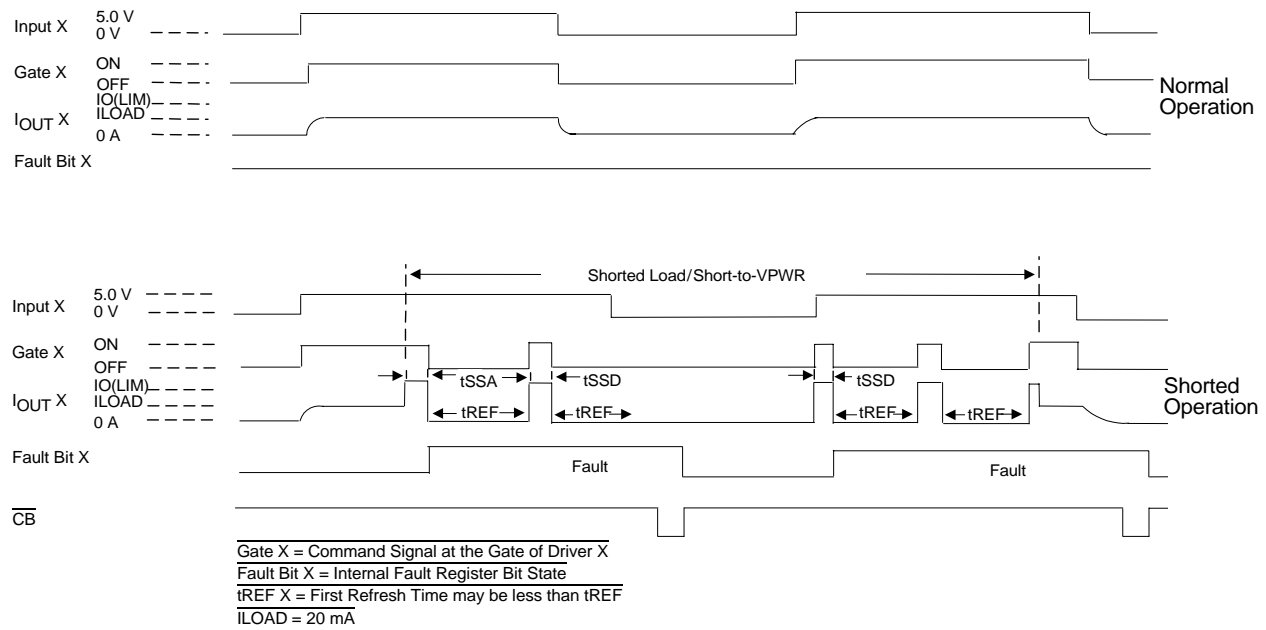 Input X
5.0 V
0 V
Gate X
ON
OFF
IOUT X
IO(LIM)
ILOAD
0 A
Fault Bit X
Normal
Operation
Shorted Load/Short-to-VPWR
Input X
5.0 V
0 V
Gate X
ON
OFF
tSSA
tSSD
tSSD
IOUT X
IO(LIM)
ILOAD
0 A
tREF
tREF
tREF
tREF
Shorted
Operation
Fault Bit X
Fault
Fault
CB
Gate X = Command Signal at the Gate of Driver X
Fault Bit X = Internal Fault Register Bit State
tREF X = First Refresh Time may be less than tREF
ILOAD = 20 mA